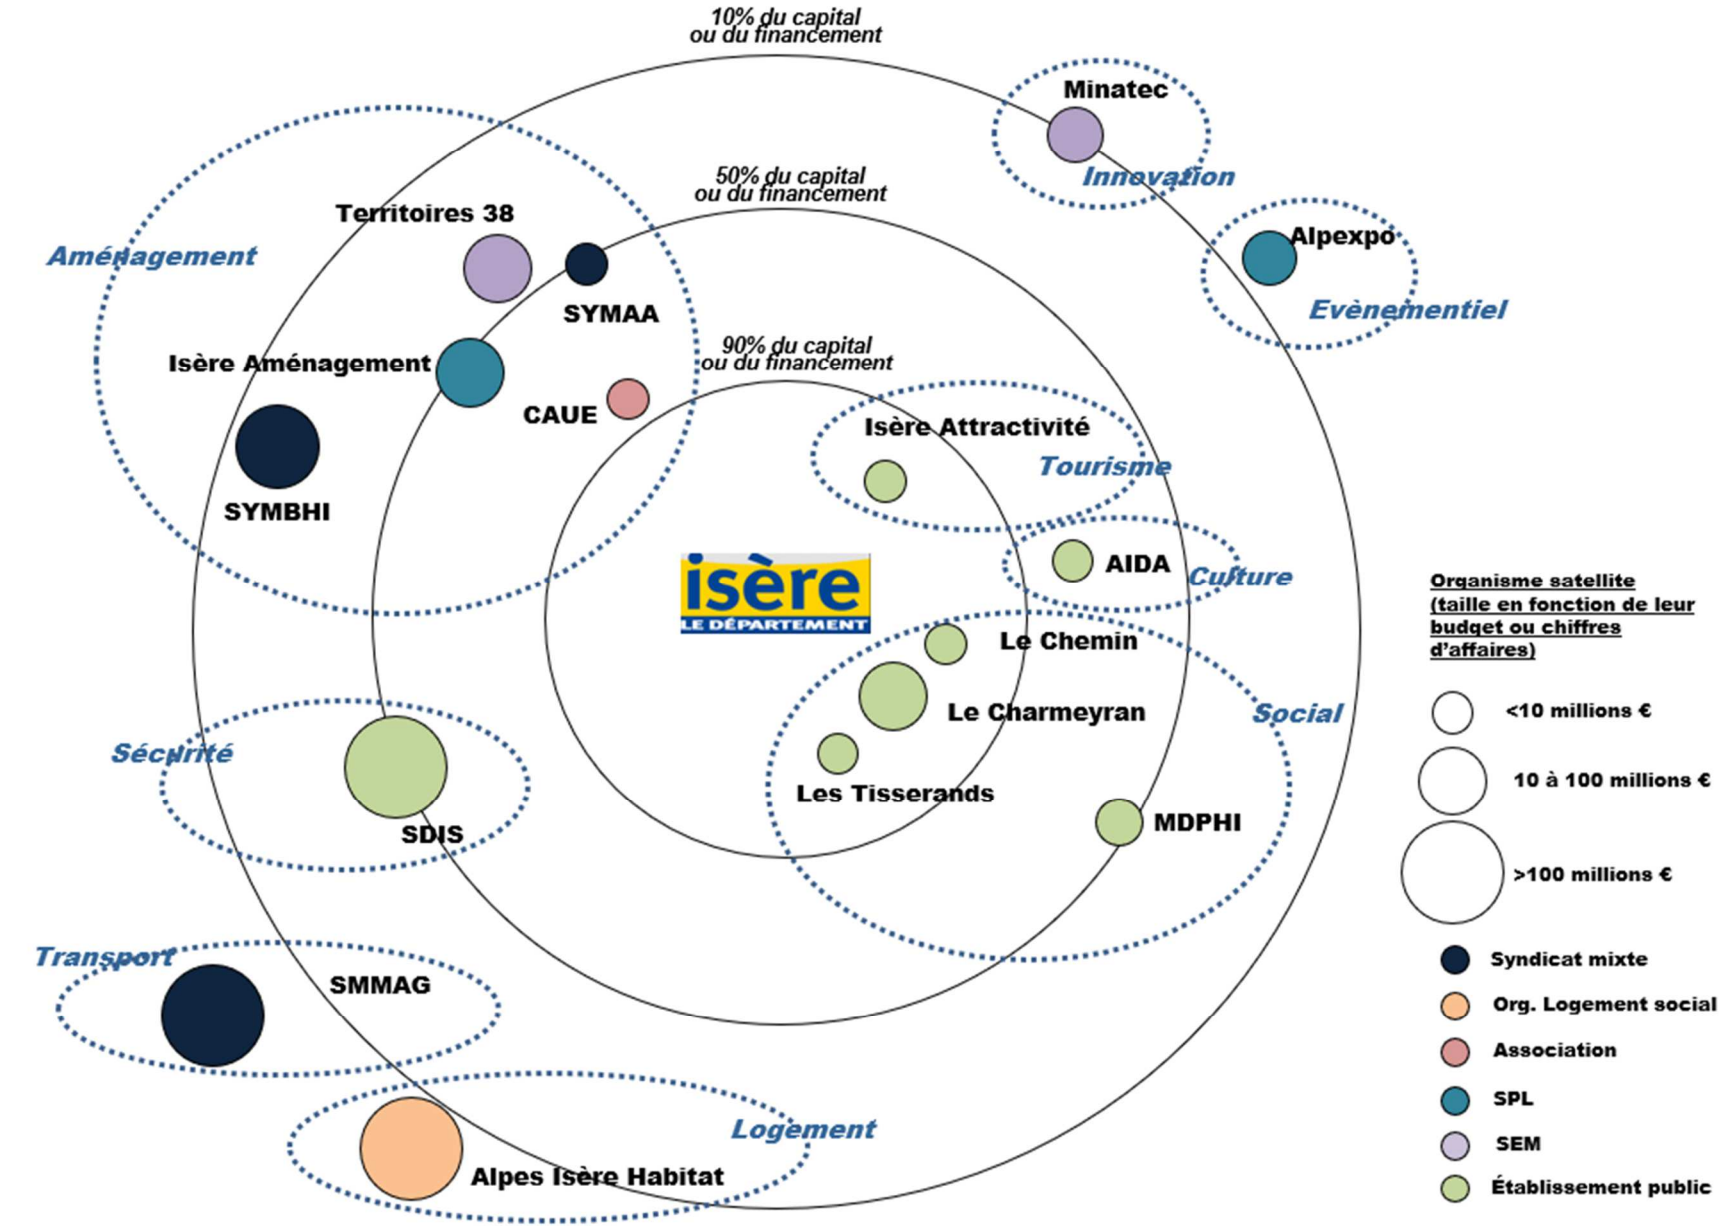 10% du capital
ou du financement
Minatec
Innovation
50% du capital
ou du financement
Territoires 38
Alpexpo
Aménagement
SYMAA
Evènementiel
90% du capital
ou du financement
Isère Aménagement
CAUE
Isère Attractivité
Tourisme
SYMBHI
isère
LE DÉPARTEMENT
AIDA
Culture
Le Chemin
Le Charmeyran
Social
Sécurité
Les Tisserands
SDIS
MDPHI
Transport
SMMAG
Logement
Alpes Isère Habitat
Organisme satellite
(taille en fonction de leur
budget ou chiffres
d'affaires)
<10 millions €
10 à 100 millions €
>100 millions €
Syndicat mixte
Org. Logement social
Association
SPL
SEM
Établissement public